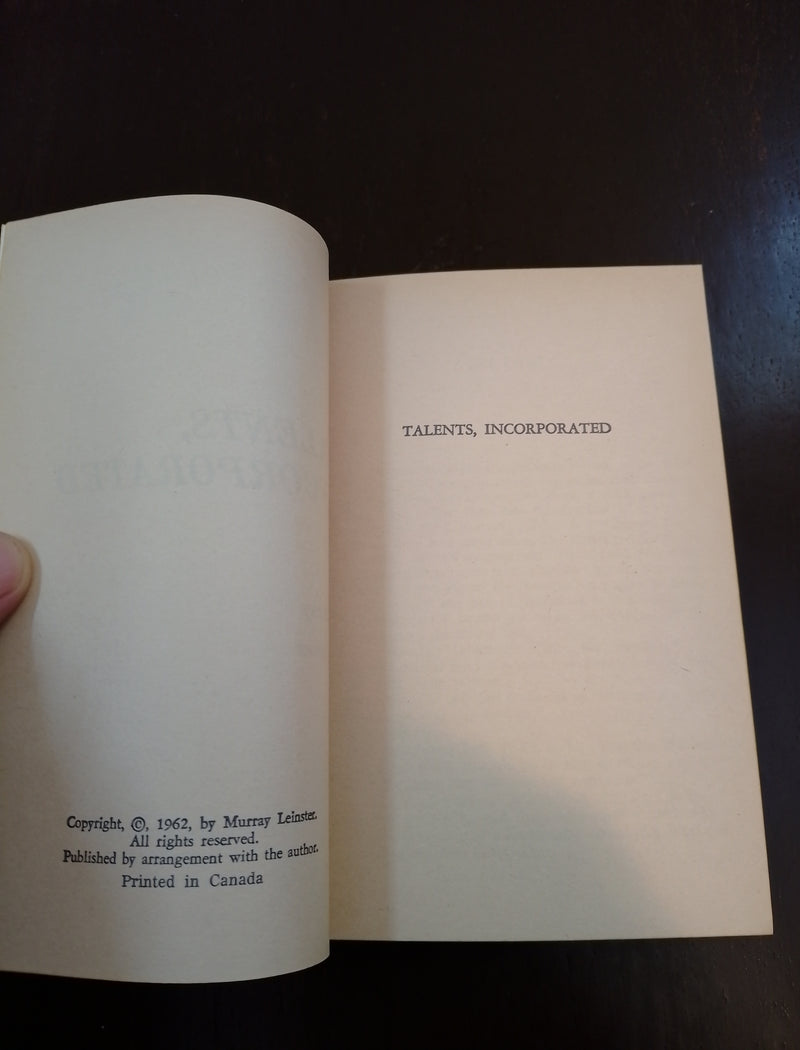 Copyright, ©, 1962, by Murray Leinster.
All rights reserved.
Published by arrangement with the author.
Printed in Canada
TALENTS, INCORPORATED